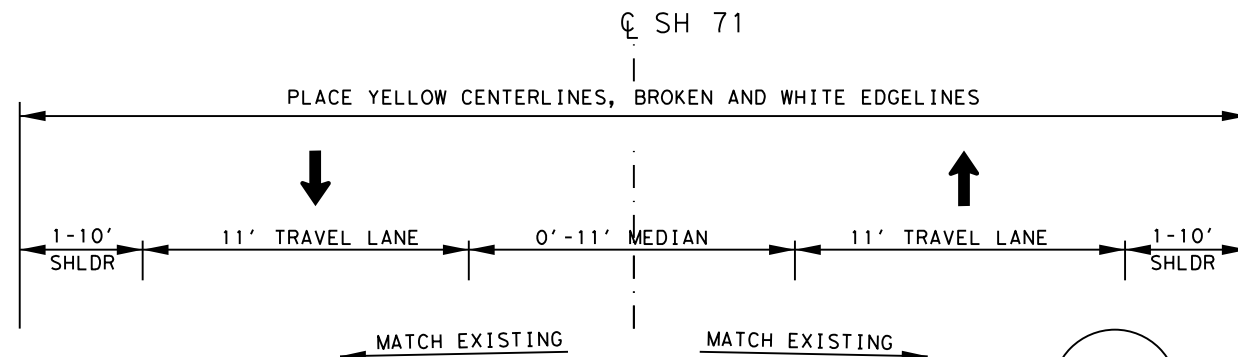 ℄ SH 71
PLACE YELLOW CENTERLINES, BROKEN AND WHITE EDGELINES
1-10' SHLDR
11' TRAVEL LANE
0'-11' MEDIAN
11' TRAVEL LANE
1-10' SHLDR
MATCH EXISTING
MATCH EXISTING